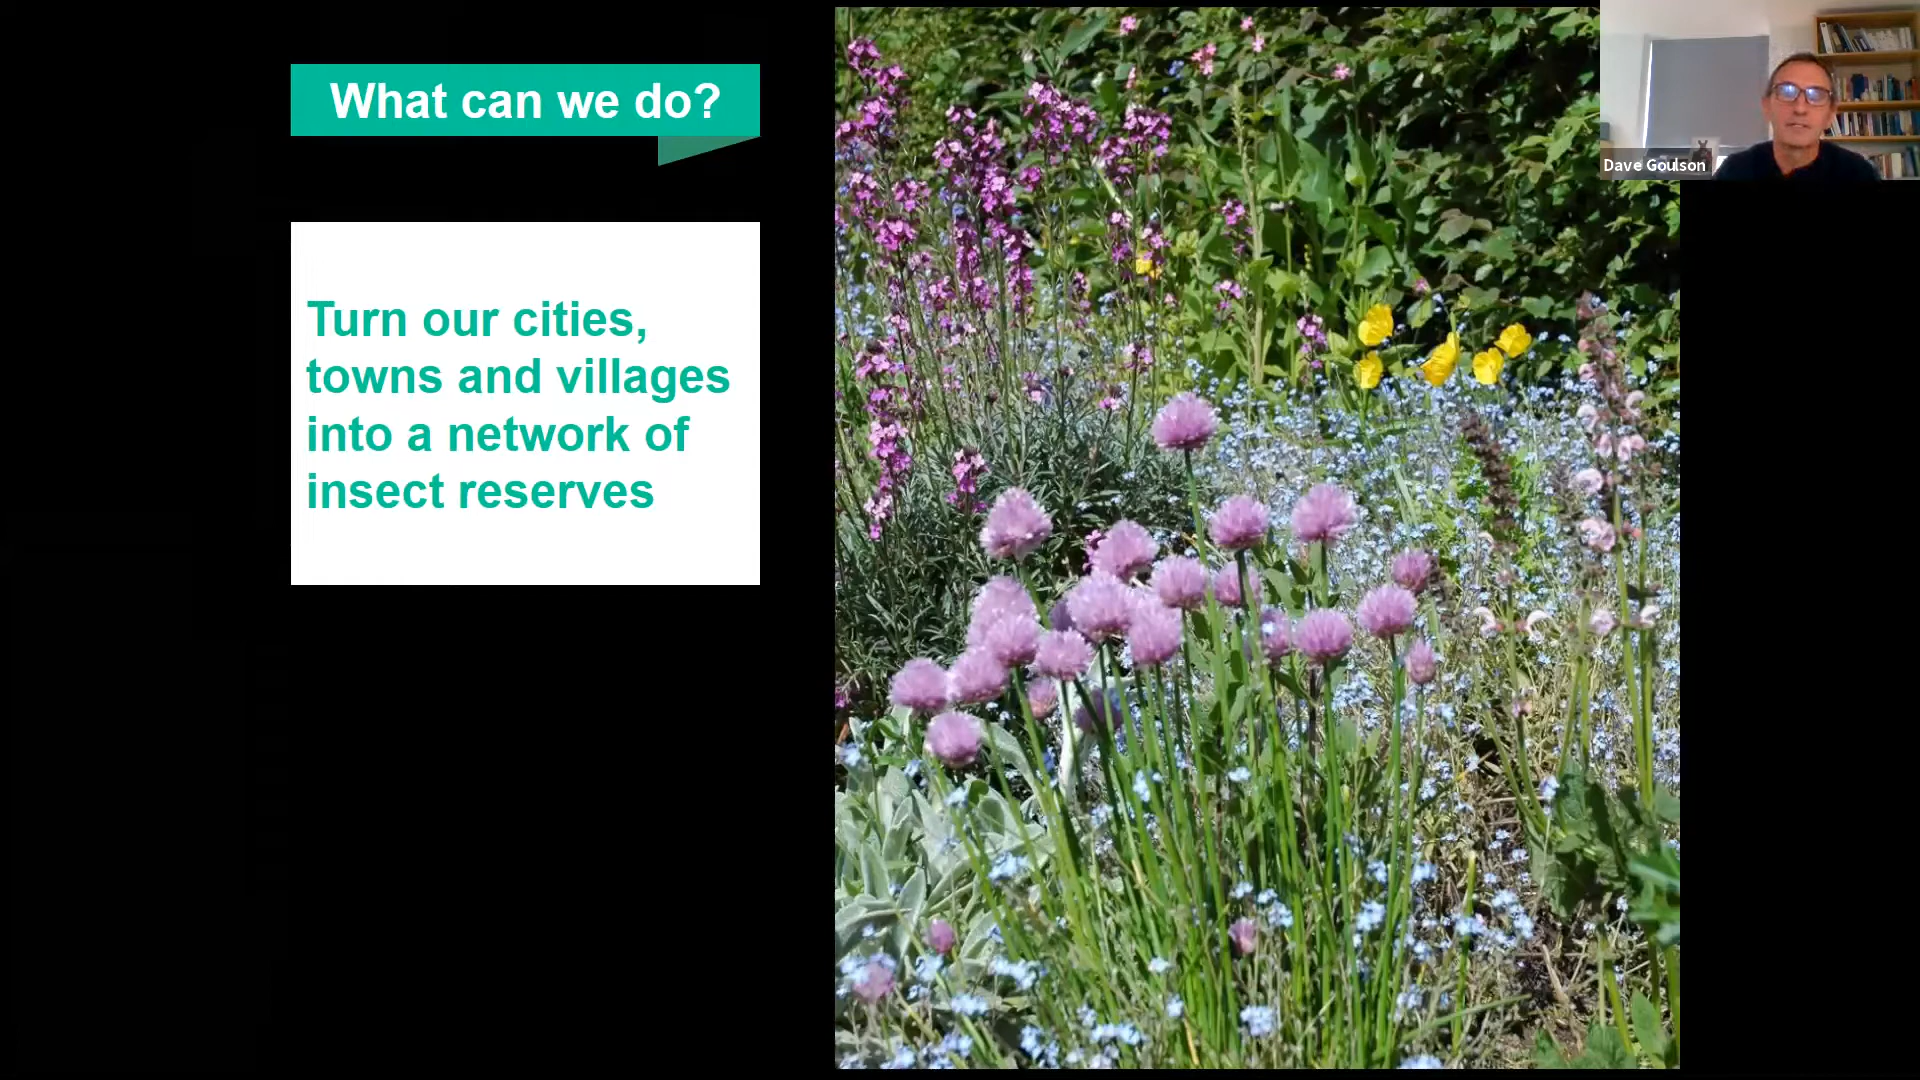 What can we do?
Turn our cities,
towns and villages
into a network of
insect reserves
Dave Goulson